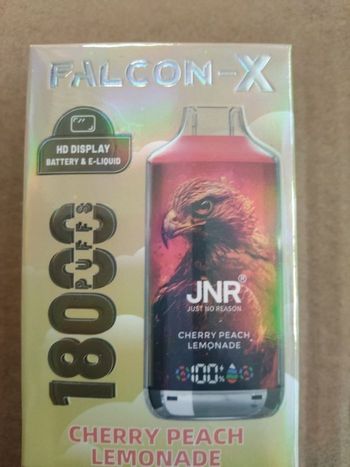 FALCON-X
HD DISPLAY
BATTERY & E-LIQUID
18000
PUFFS
JNR®
JUST NO REASON
CHERRY PEACH
LEMONADE
100%
CHERRY PEACH
LEMONADE